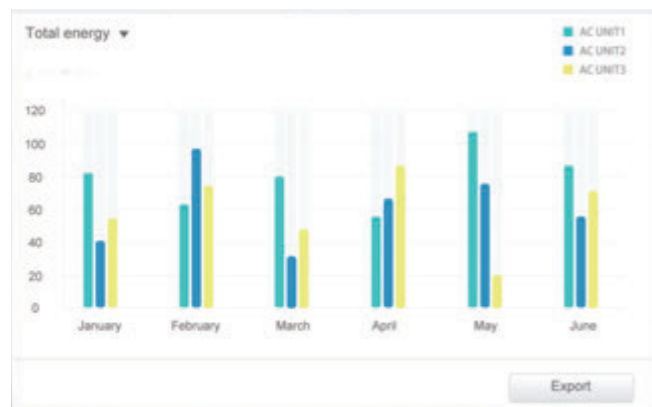 Total energy ▼
AC UNIT1
AC UNIT2
AC UNIT3
120
100
80
60
40
20
0
January February March April May June
Export